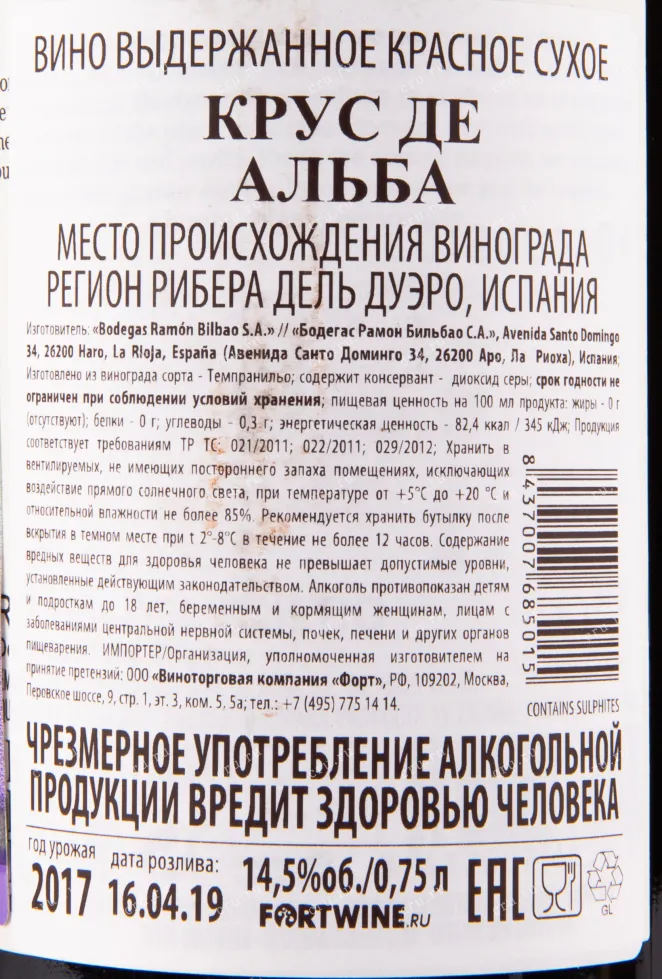 ВИНО ВЫДЕРЖАННОЕ КРАСНОЕ СУХОЕ
КРУС ДЕ
АЛЬБА
МЕСТО ПРОИСХОЖДЕНИЯ ВИНОГРАДА
РЕГИОН РИБЕРА ДЕЛЬ ДУЭРО, ИСПАНИЯ
Изготовитель: «Bodegas Ramón Bilbao S.A.» // «Бодегас Рамон Бильбао С.А.», Avenida Santo Domingo
34, 26200 Haro, La Rioja, España (Авенида Санто Доминго 34, 26200 Аро, Ла Риоха), Испания;
Изготовлено из винограда сорта - Темпранильо; содержит консервант - диоксид серы; срок годности не
ограничен при соблюдении условий хранения; пищевая ценность на 100 мл продукта: жиры - 0 г
(отсутствуют); белки - 0 г; углеводы - 0,3 г; энергетическая ценность - 82,4 ккал / 345 кДж; Продукция
соответствует требованиям ТР ТС: 021/2011; 022/2011; 029/2012; Хранить в
вентилируемых, не имеющих постороннего запаха помещениях, исключающих
воздействие прямого солнечного света, при температуре от +5°С до +20 °С и
относительной влажности не более 85%. Рекомендуется хранить бутылку после
вскрытия в темном месте при t 2°-8°С в течение не более 12 часов. Содержание
вредных веществ для здоровья человека не превышает допустимые уровни,
установленные действующим законодательством. Алкоголь противопоказан детям
и подросткам до 18 лет, беременным и кормящим женщинам, лицам с
заболеваниями центральной нервной системы, почек, печени и других органов
пищеварения. ИМПОРТЕР/Организация, уполномоченная изготовителем на
принятие претензий: ООО «Виноторговая компания «Форт», РФ, 109202, Москва,
Перовское шоссе, 9, стр. 1, эт. 3, ком. 5, 5а; тел.: +7 (495) 775 14 14.
8 437007 685015
CONTAINS SULPHITES
ЧРЕЗМЕРНОЕ УПОТРЕБЛЕНИЕ АЛКОГОЛЬНОЙ
ПРОДУКЦИИ ВРЕДИТ ЗДОРОВЬЮ ЧЕЛОВЕКА
год урожая
2017
дата розлива:
16.04.19
14,5%об./0,75 л
FORTWINE.RU
EAC
GL